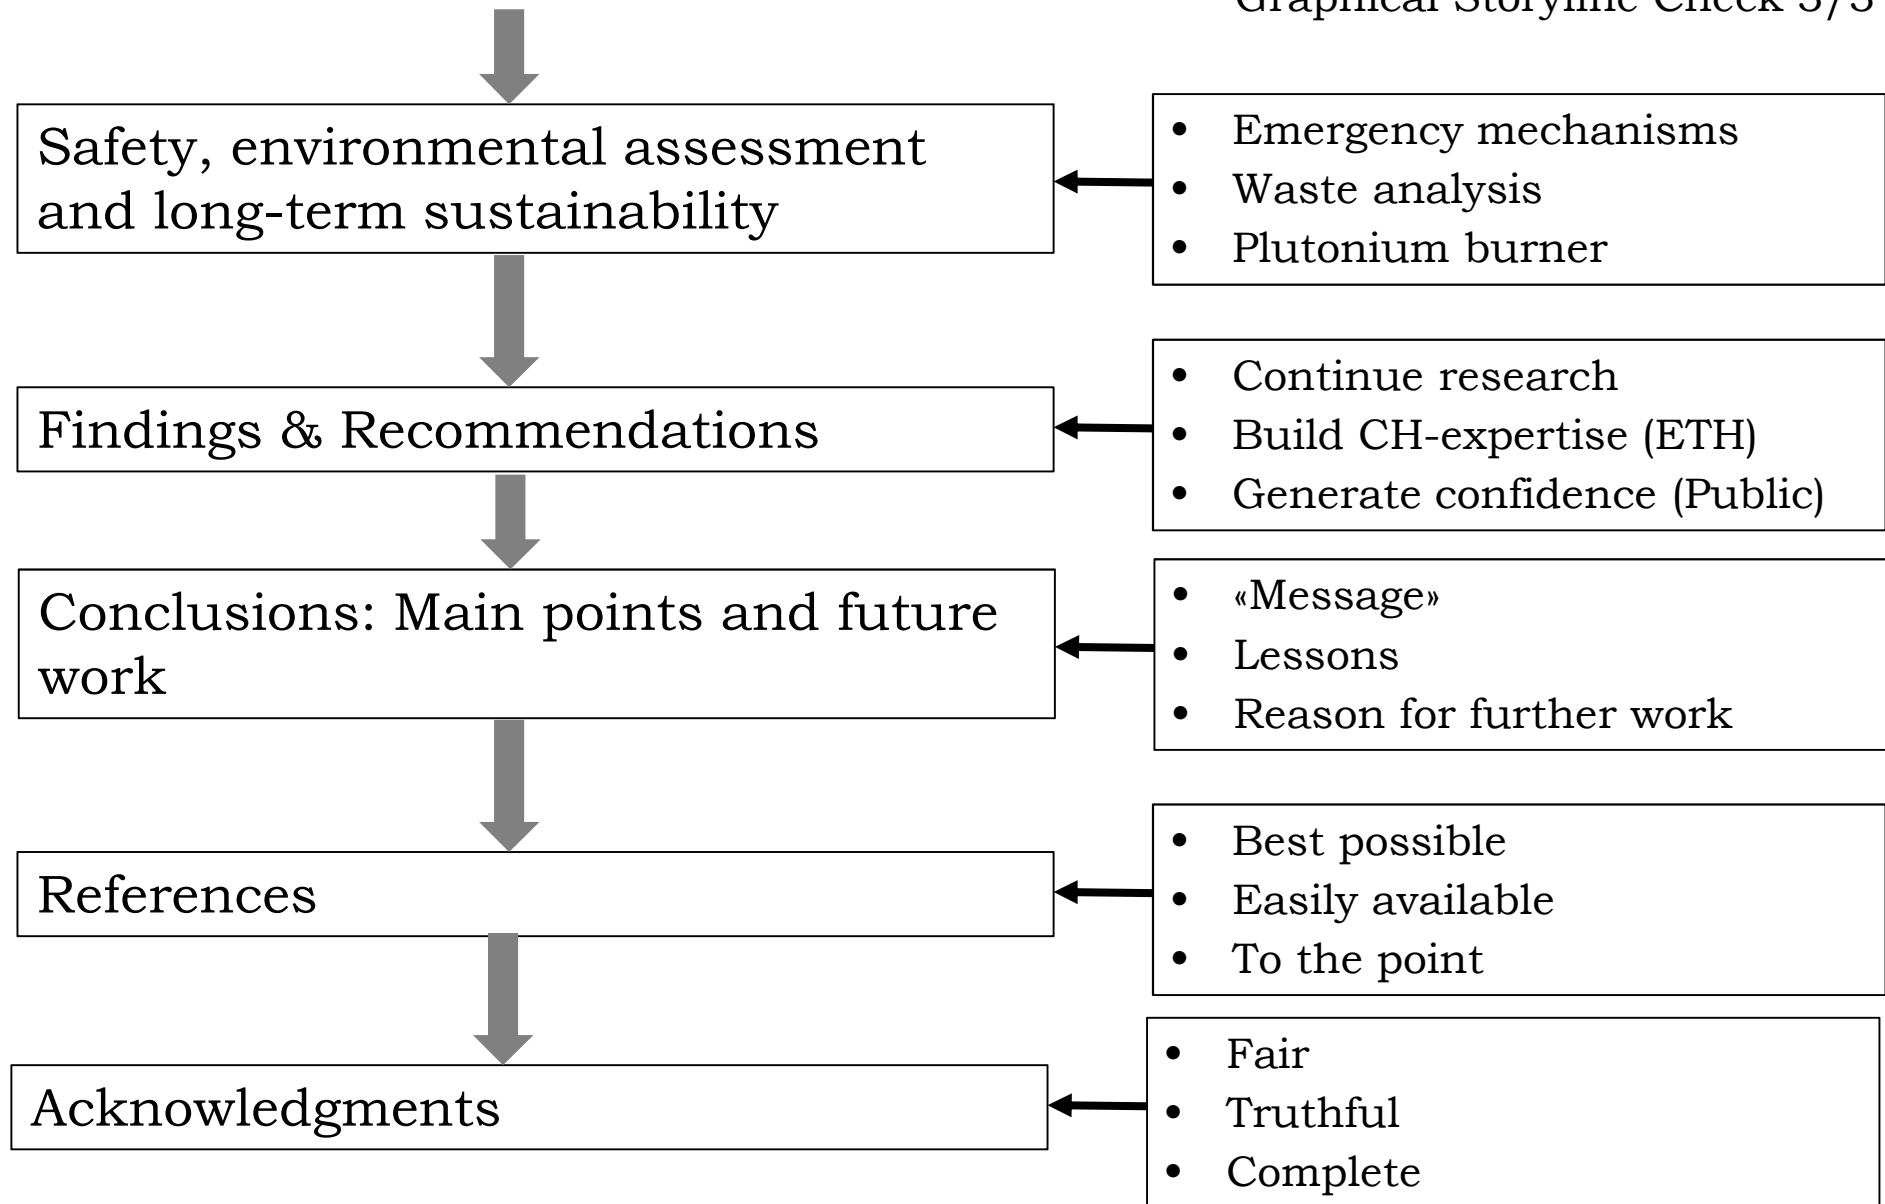 Graphical Storyline Check 3/3
Safety, environmental assessment
and long-term sustainability
• Emergency mechanisms
• Waste analysis
• Plutonium burner
Findings & Recommendations
• Continue research
• Build CH-expertise (ETH)
• Generate confidence (Public)
Conclusions: Main points and future
work
• «Message»
• Lessons
• Reason for further work
References
• Best possible
• Easily available
• To the point
Acknowledgments
• Fair
• Truthful
• Complete